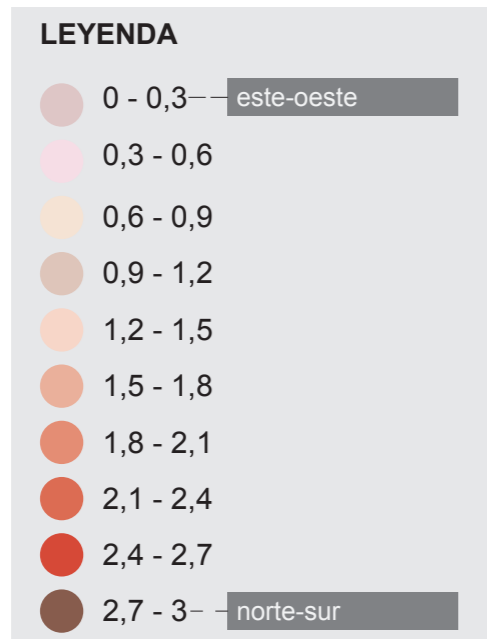 LEYENDA
0 - 0,3 este-oeste
0,3 - 0,6
0,6 - 0,9
0,9 - 1,2
1,2 - 1,5
1,5 - 1,8
1,8 - 2,1
2,1 - 2,4
2,4 - 2,7
2,7 - 3 norte-sur